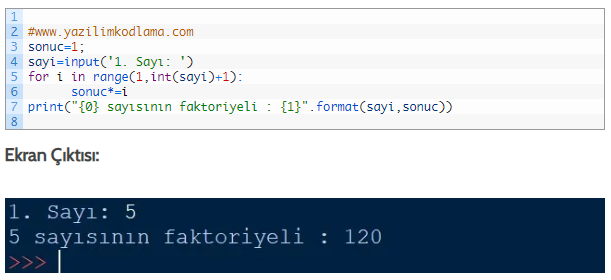 1
2 #www.yazilimkodlama.com
3 sonuc=1;
4 sayi=input('1. Sayı: ')
5 for i in range(1,int(sayi)+1):
6 sonuc*=i
7 print("{0} sayısının faktoriyeli : {1}".format(sayi,sonuc))
8
Ekran Çıktısı:
1. Sayı: 5
5 sayısının faktoriyeli : 120
>>>